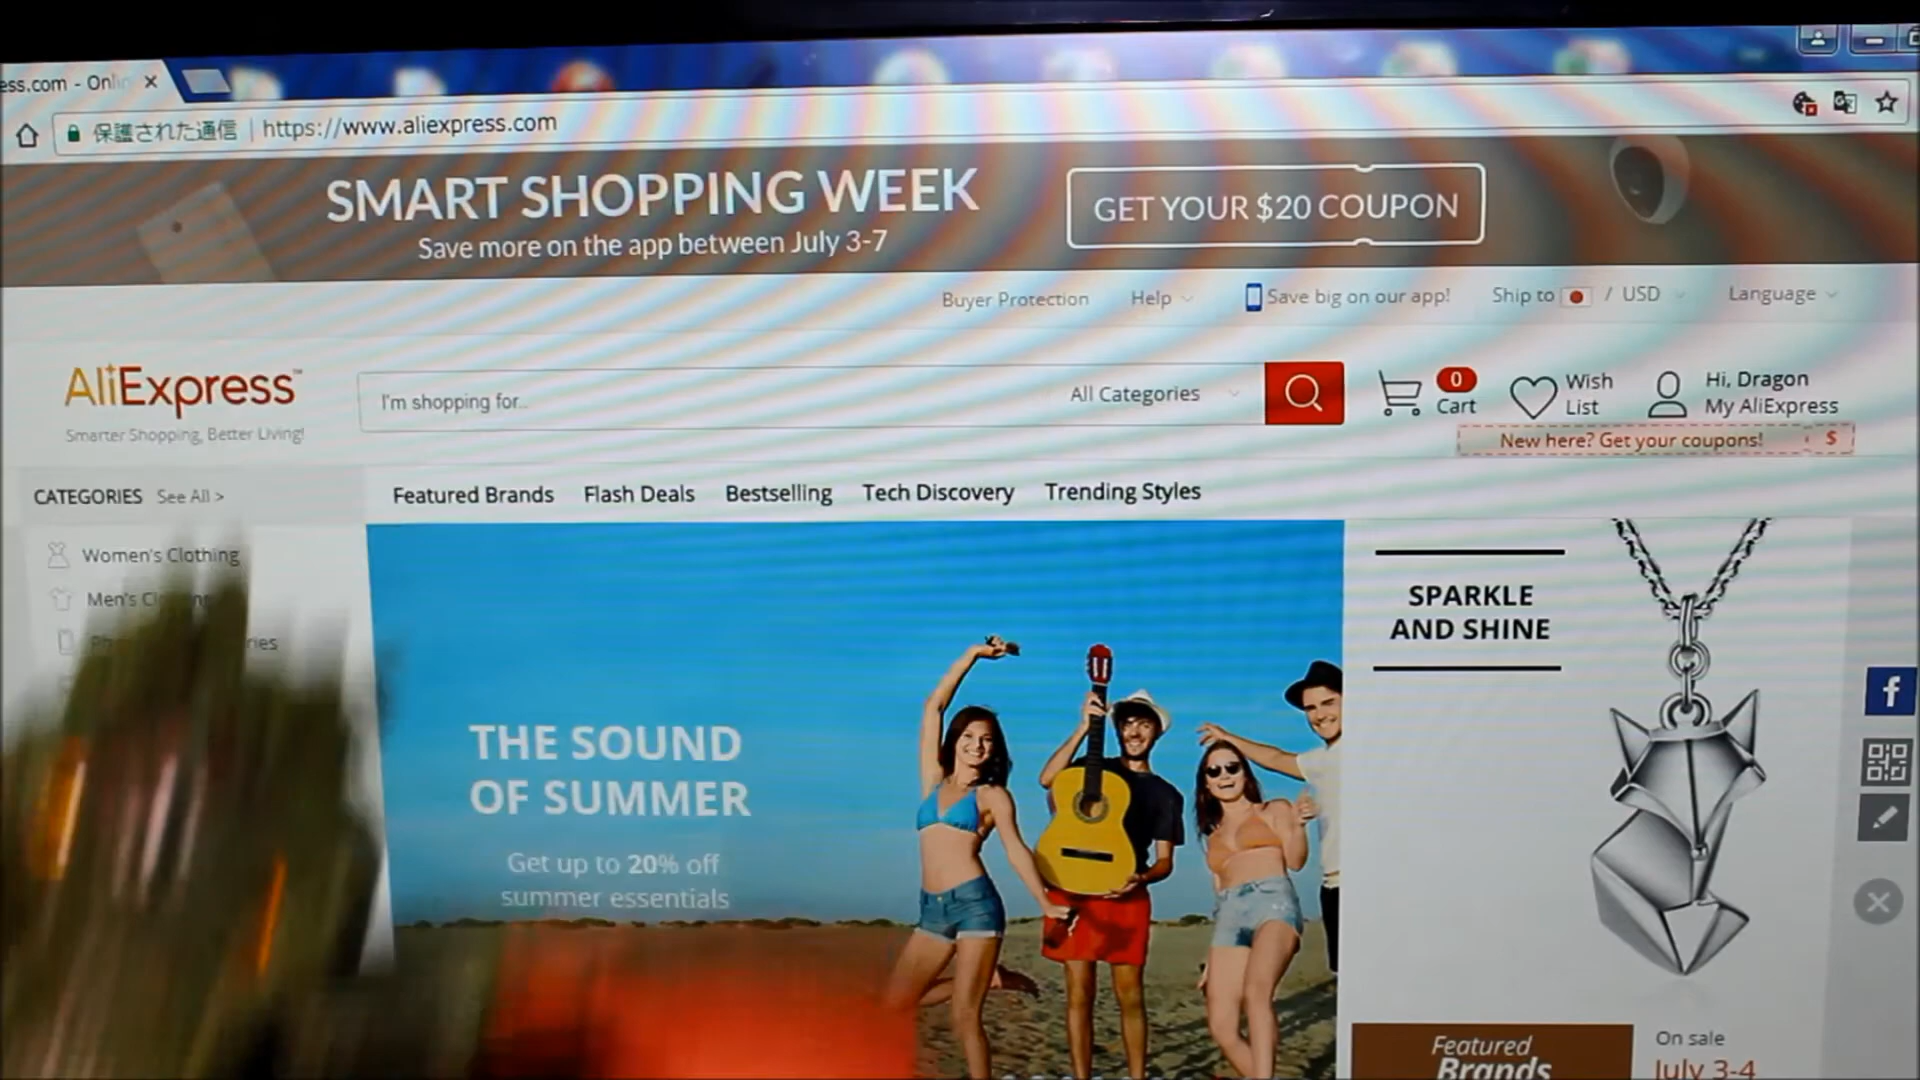 ess.com - Onli
保護された通信 | https://www.aliexpress.com
SMART SHOPPING WEEK
Save more on the app between July 3-7
GET YOUR $20 COUPON
Buyer Protection
Help
Save big on our app!
Ship to / USD
Language
AliExpress™
Smarter Shopping, Better Living!
I'm shopping for..
All Categories
0
Cart
Wish
List
Hi, Dragon
My AliExpress
New here? Get your coupons! $
CATEGORIES See All >
Featured Brands
Flash Deals
Bestselling
Tech Discovery
Trending Styles
Women's Clothing
Men's
THE SOUND
OF SUMMER
Get up to 20% off
summer essentials
SPARKLE
AND SHINE
f
Featured
Brands
On sale
July 3-4